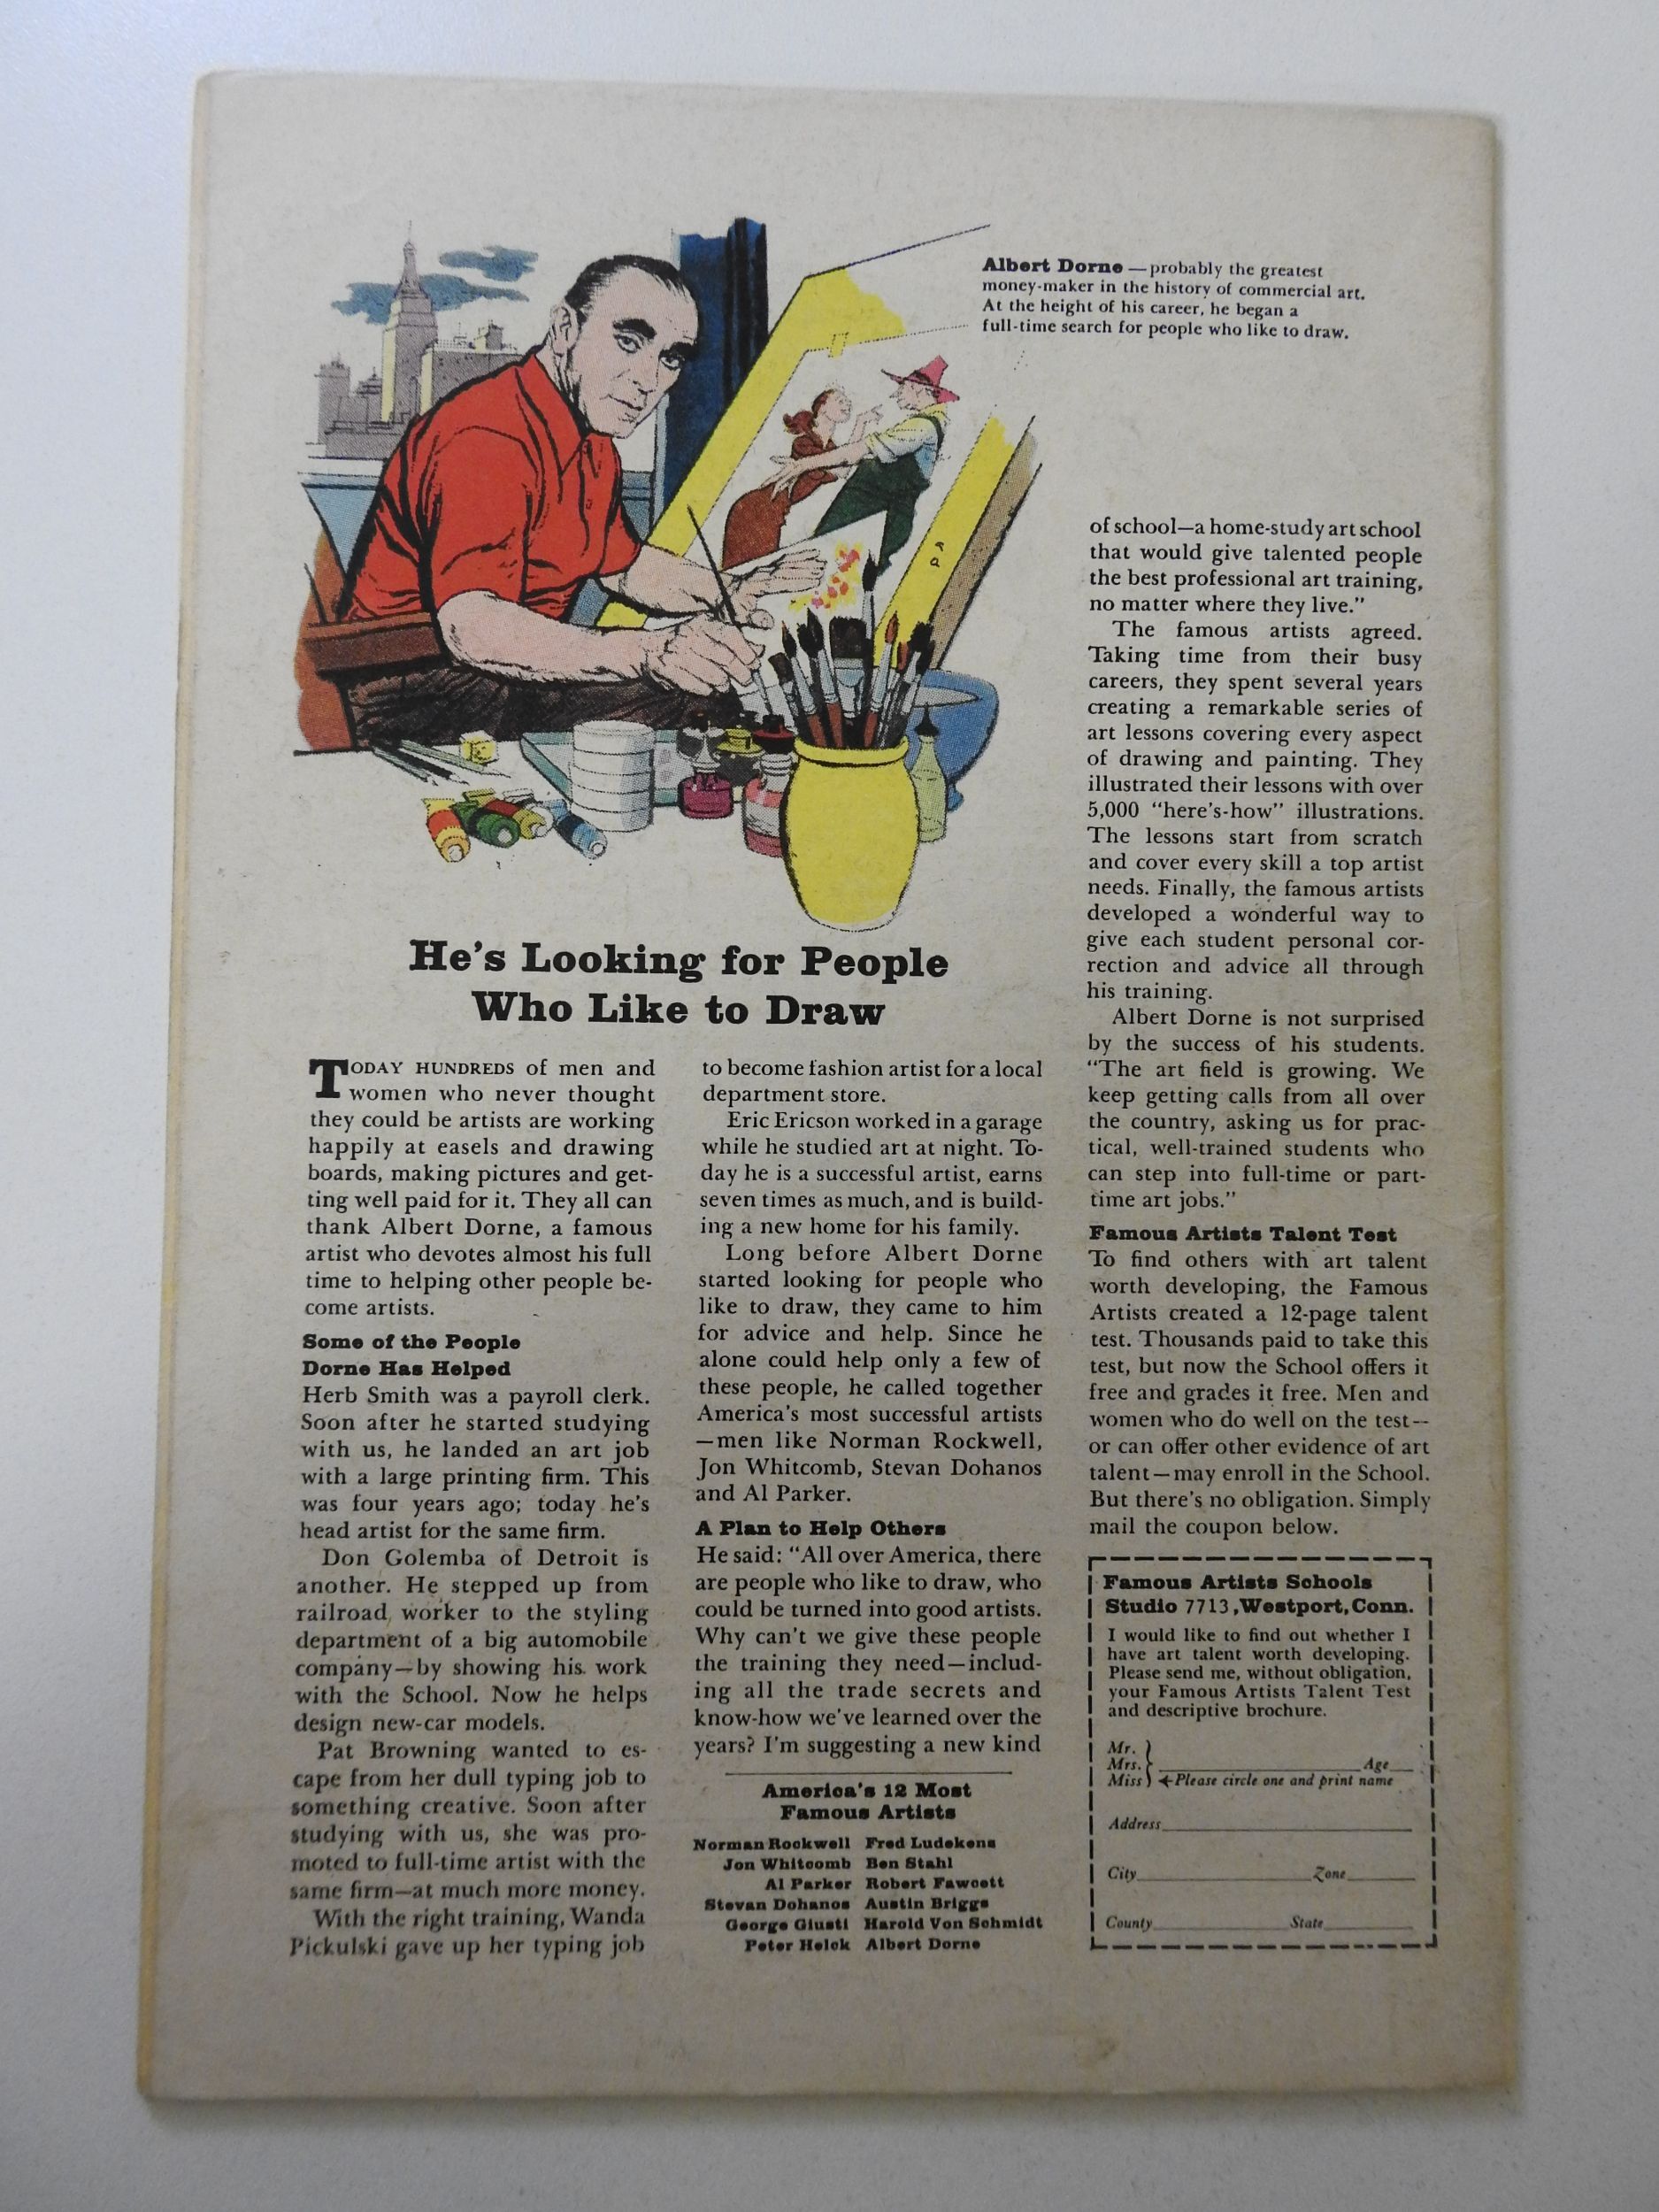 Albert Dorne — probably the greatest
money-maker in the history of commercial art.
At the height of his career, he began a
full-time search for people who like to draw.
He's Looking for People
Who Like to Draw
TODAY HUNDREDS of men and
women who never thought
they could be artists are working
happily at easels and drawing
boards, making pictures and get-
ting well paid for it. They all can
thank Albert Dorne, a famous
artist who devotes almost his full
time to helping other people be-
come artists.
Some of the People
Dorne Has Helped
Herb Smith was a payroll clerk.
Soon after he started studying
with us, he landed an art job
with a large printing firm. This
was four years ago; today he's
head artist for the same firm.
Don Golemba of Detroit is
another. He stepped up from
railroad worker to the styling
department of a big automobile
company—by showing his work
with the School. Now he helps
design new-car models.
Pat Browning wanted to es-
cape from her dull typing job to
something creative. Soon after
studying with us, she was pro-
moted to full-time artist with the
same firm—at much more money.
With the right training, Wanda
Pickulski gave up her typing job
to become fashion artist for a local
department store.
Eric Ericson worked in a garage
while he studied art at night. To-
day he is a successful artist, earns
seven times as much, and is build-
ing a new home for his family.
Long before Albert Dorne
started looking for people who
like to draw, they came to him
for advice and help. Since he
alone could help only a few of
these people, he called together
America's most successful artists
—men like Norman Rockwell,
Jon Whitcomb, Stevan Dohanos
and Al Parker.
A Plan to Help Others
He said: "All over America, there
are people who like to draw, who
could be turned into good artists.
Why can't we give these people
the training they need—includ-
ing all the trade secrets and
know-how we've learned over the
years? I'm suggesting a new kind
America's 12 Most
Famous Artists
Norman Rockwell Fred Ludekens
Jon Whitcomb Ben Stahl
Al Parker Robert Fawcett
Stevan Dohanos Austin Briggs
George Giusti Harold Von Schmidt
Peter Helck Albert Dorne
of school—a home-study art school
that would give talented people
the best professional art training,
no matter where they live."
The famous artists agreed.
Taking time from their busy
careers, they spent several years
creating a remarkable series of
art lessons covering every aspect
of drawing and painting. They
illustrated their lessons with over
5,000 "here's-how" illustrations.
The lessons start from scratch
and cover every skill a top artist
needs. Finally, the famous artists
developed a wonderful way to
give each student personal cor-
rection and advice all through
his training.
Albert Dorne is not surprised
by the success of his students.
"The art field is growing. We
keep getting calls from all over
the country, asking us for prac-
tical, well-trained students who
can step into full-time or part-
time art jobs."
Famous Artists Talent Test
To find others with art talent
worth developing, the Famous
Artists created a 12-page talent
test. Thousands paid to take this
test, but now the School offers it
free and grades it free. Men and
women who do well on the test--
or can offer other evidence of art
talent—may enroll in the School.
But there's no obligation. Simply
mail the coupon below.
Famous Artists Schools
Studio 7713, Westport, Conn.
I would like to find out whether I
have art talent worth developing.
Please send me, without obligation,
your Famous Artists Talent Test
and descriptive brochure.
Mr.
Mrs. Age
Miss ←Please circle one and print name
Address
City Zone
County State